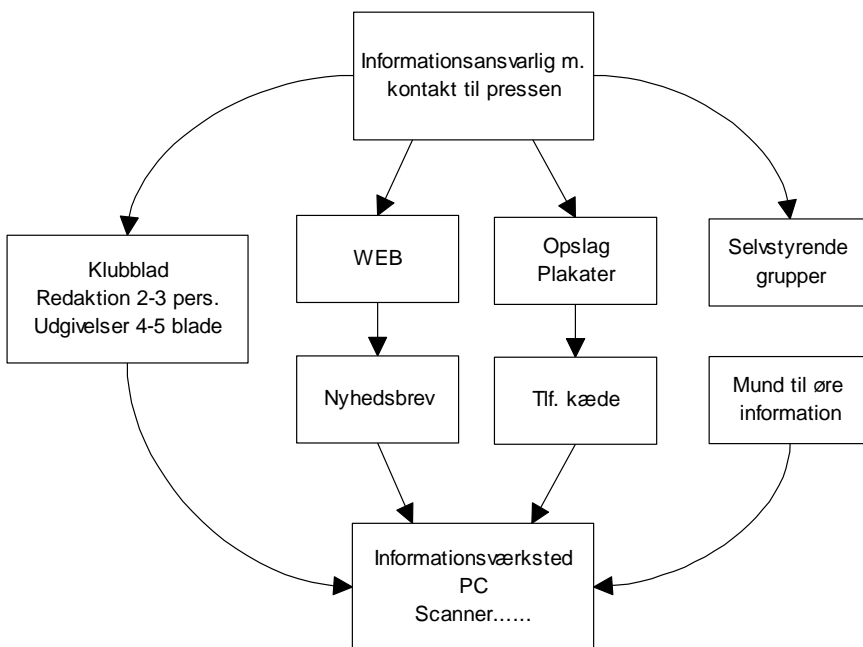 Informationsansvarlig m.
kontakt til pressen
Klubblad
Redaktion 2-3 pers.
Udgivelser 4-5 blade
WEB
Opslag
Plakater
Selvstyrende
grupper
Nyhedsbrev
Tlf. kæde
Mund til øre
information
Informationsværksted
PC
Scanner......